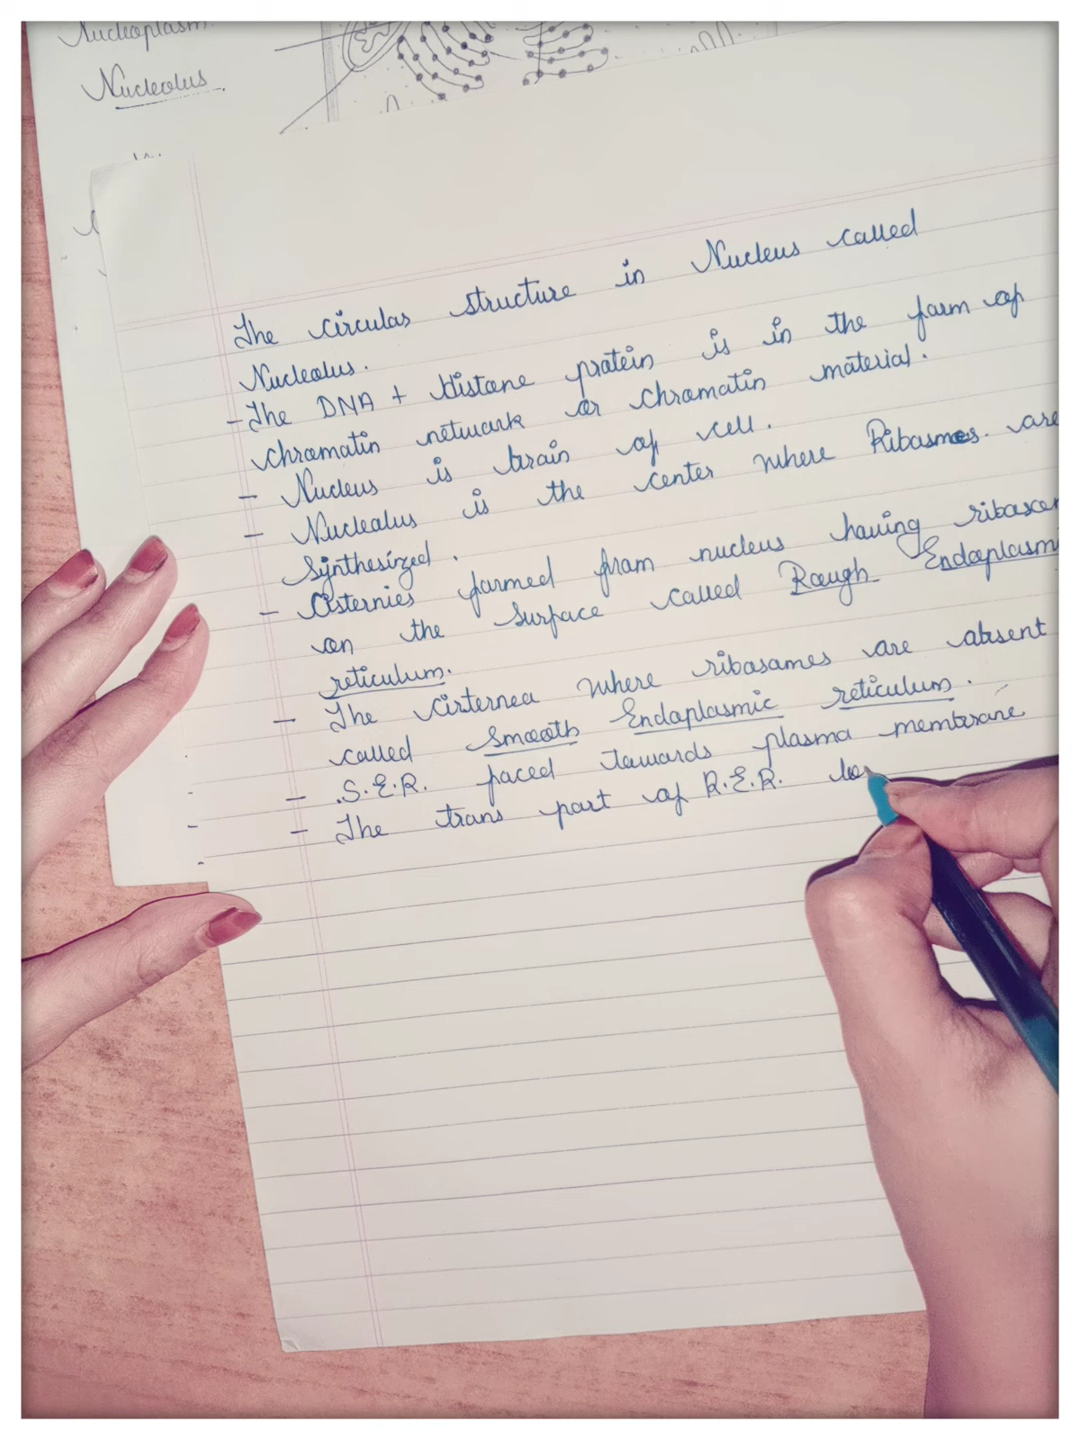 Nucleoplasm
Nucleolus
The circular structure in Nucleus called
Nucleolus.
- The DNA + Histone protein is in the form of
chromatin network or chromatin material.
- Nucleus is brain of cell.
- Nucleolus is the center where Ribosomes are
synthesized.
- Cisternies formed from nucleus having
on the surface called Rough Endoplasm
reticulum.
- The cisternea where ribosomes are absent
called Smooth Endoplasmic reticulum.
- .S.E.R. faced towards plasma membrane
- The trans part of R.E.R.